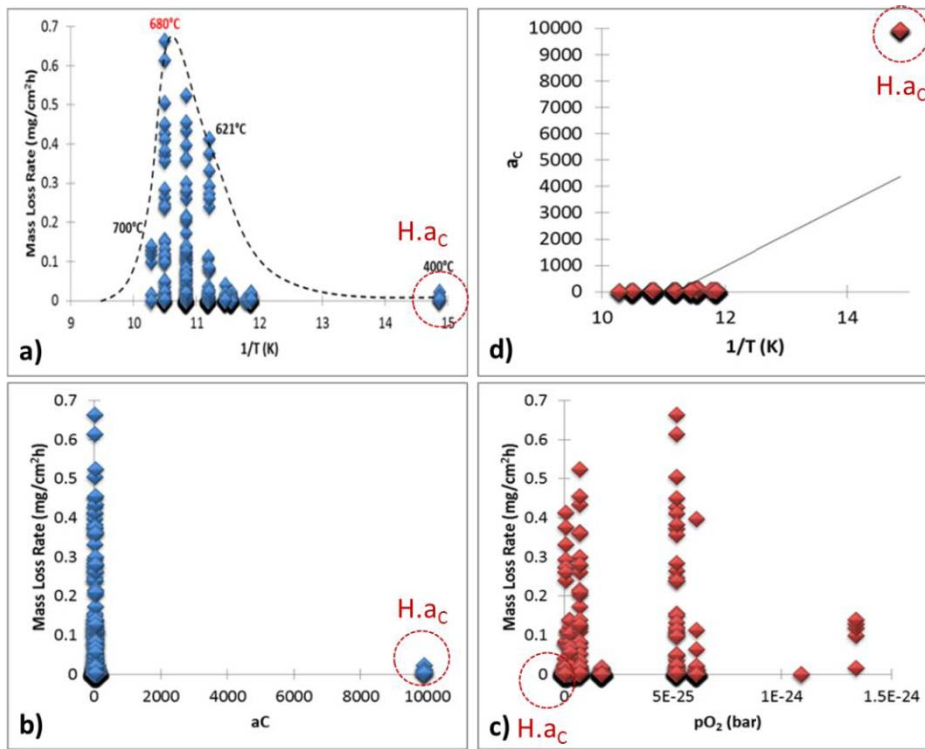 0.7
680°C
0.6
0.5
0.4
621°C
0.3
700°C
0.2
H.aC
0.1
400°C
0
9 10 11 12 13 14 15
1/T (K)
Mass Loss Rate (mg/cm²h)
a)
10000
9000
8000
7000
6000
5000
4000
3000
2000
1000
0
H.aC
10 12 14
1/T (K)
aC
d)
0.7
0.6
0.5
0.4
0.3
0.2
0.1
0
H.aC
0 2000 4000 6000 8000 10000
aC
Mass Loss Rate (mg/cm²h)
b)
0.7
0.6
0.5
0.4
0.3
0.2
0.1
0
0 5E-25 1E-24 1.5E-24
H.aC
pO₂ (bar)
Mass Loss Rate (mg/cm²h)
c)